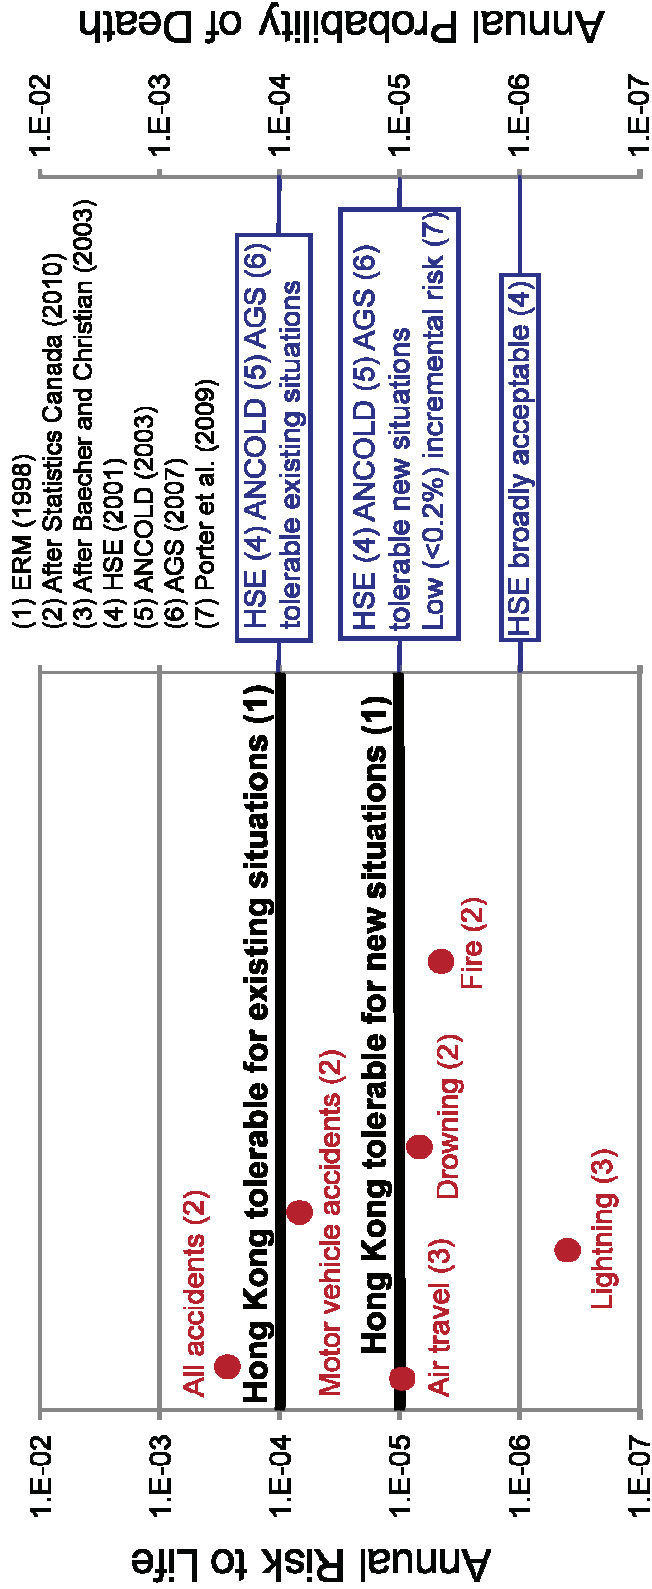 Annual Risk to Life
1.E-02
1.E-03
1.E-04
1.E-05
1.E-06
1.E-07
All accidents (2)
Hong Kong tolerable for existing situations (1)
Motor vehicle accidents (2)
Hong Kong tolerable for new situations (1)
Air travel (3)
Drowning (2)
Fire (2)
Lightning (3)
(1) ERM (1998)
(2) After Statistics Canada (2010)
(3) After Baecher and Christian (2003)
(4) HSE (2001)
(5) ANCOLD (2003)
(6) AGS (2007)
(7) Porter et al. (2009)
HSE (4) ANCOLD (5) AGS (6)
tolerable existing situations
HSE (4) ANCOLD (5) AGS (6)
tolerable new situations
Low (<0.2%) incremental risk (7)
HSE broadly acceptable (4)
1.E-02
1.E-03
1.E-04
1.E-05
1.E-06
1.E-07
Annual Probability of Death